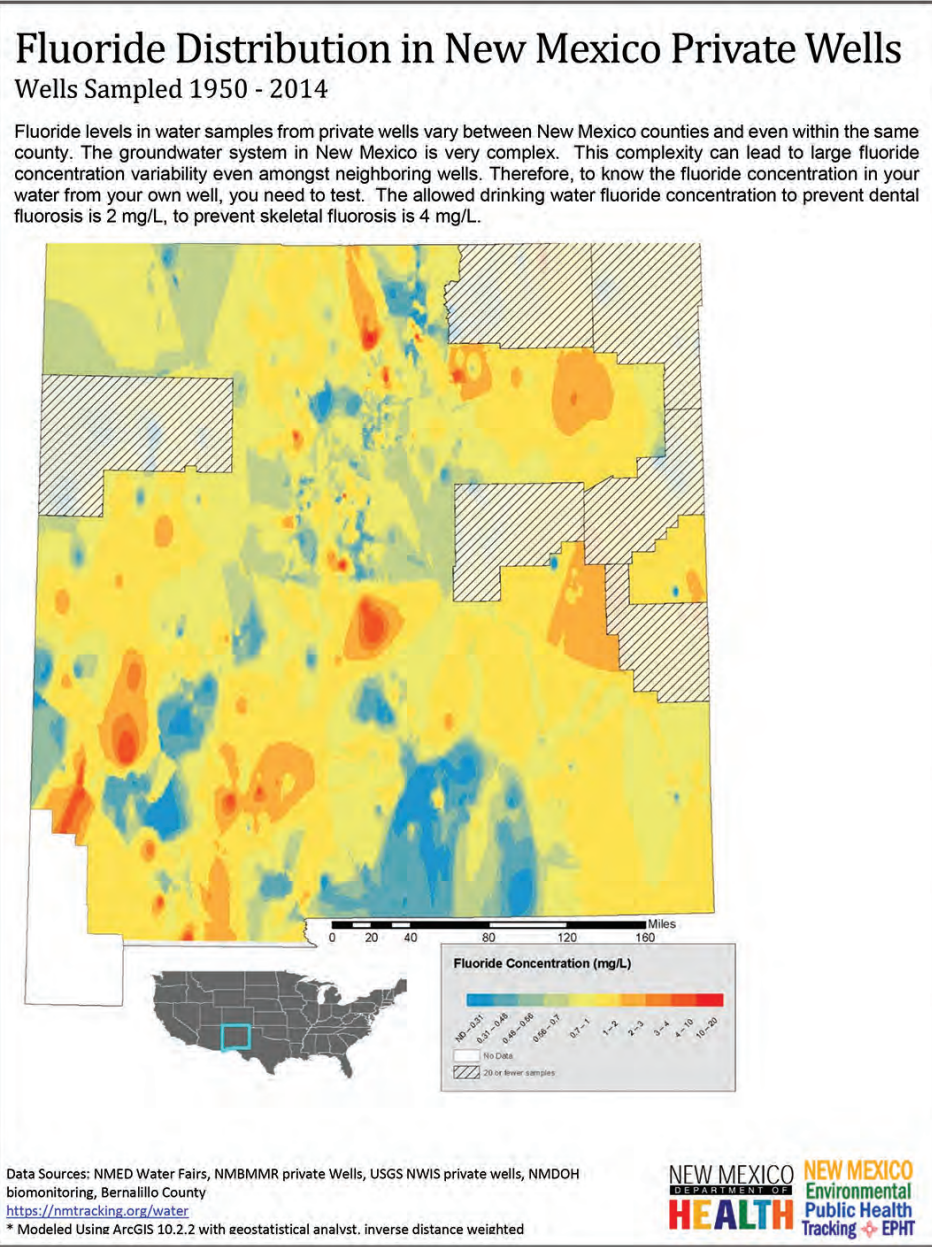 Fluoride Distribution in New Mexico Private Wells
Wells Sampled 1950 - 2014
Fluoride levels in water samples from private wells vary between New Mexico counties and even within the same
county. The groundwater system in New Mexico is very complex. This complexity can lead to large fluoride
concentration variability even amongst neighboring wells. Therefore, to know the fluoride concentration in your
water from your own well, you need to test. The allowed drinking water fluoride concentration to prevent dental
fluorosis is 2 mg/L, to prevent skeletal fluorosis is 4 mg/L.
Miles
0 20 40 80 120 160
Fluoride Concentration (mg/L)
ND – 0.31
0.31 – 0.48
0.48 – 0.56
0.56 – 0.7
0.7 – 1
1 – 2
2 – 3
3 – 4
4 – 10
10 – 20
No Data
20 or fewer samples
Data Sources: NMED Water Fairs, NMBMMR private Wells, USGS NWIS private wells, NMDOH
biomonitoring, Bernalillo County
https://nmtracking.org/water
* Modeled Using ArcGIS 10.2.2 with geostatistical analyst, inverse distance weighted
NEW MEXICO
DEPARTMENT OF
HEALTH
NEW MEXICO
Environmental
Public Health
Tracking EPHT